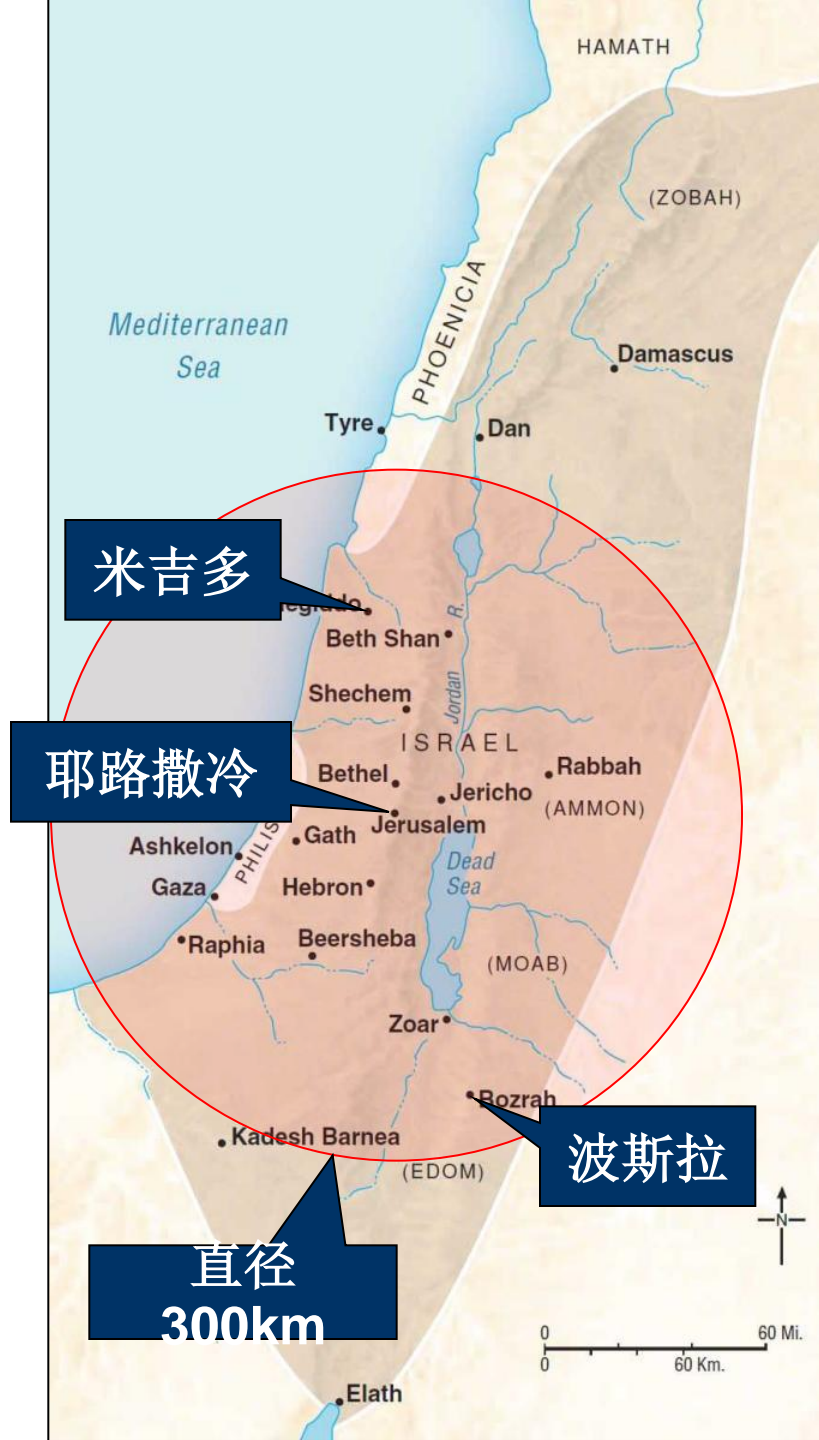 HAMATH
(ZOBAH)
PHOENICIA
Mediterranean
Sea
Damascus
Tyre
Dan
米吉多
Beth Shan
Jordan R.
Shechem
ISRAEL
耶路撒冷
Bethel
Rabbah
Jericho
(AMMON)
Jerusalem
Ashkelon
Gath
Dead
Sea
Gaza
Hebron
Raphia
Beersheba
(MOAB)
Zoar
Bozrah
波斯拉
Kadesh Barnea
(EDOM)
直径
300km
N
0 60 Mi.
0 60 Km.
Elath